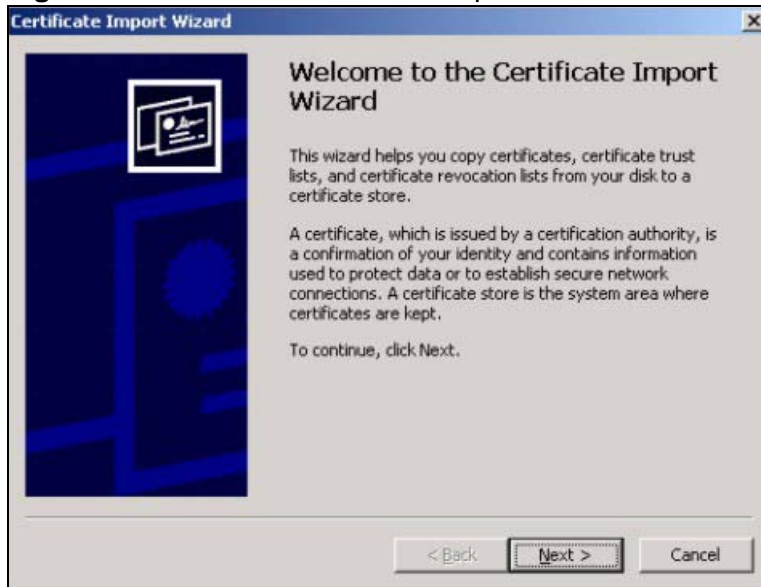 Certificate Import Wizard
Welcome to the Certificate Import
Wizard
This wizard helps you copy certificates, certificate trust
lists, and certificate revocation lists from your disk to a
certificate store.
A certificate, which is issued by a certification authority, is
a confirmation of your identity and contains information
used to protect data or to establish secure network
connections. A certificate store is the system area where
certificates are kept.
To continue, click Next.
< Back Next > Cancel